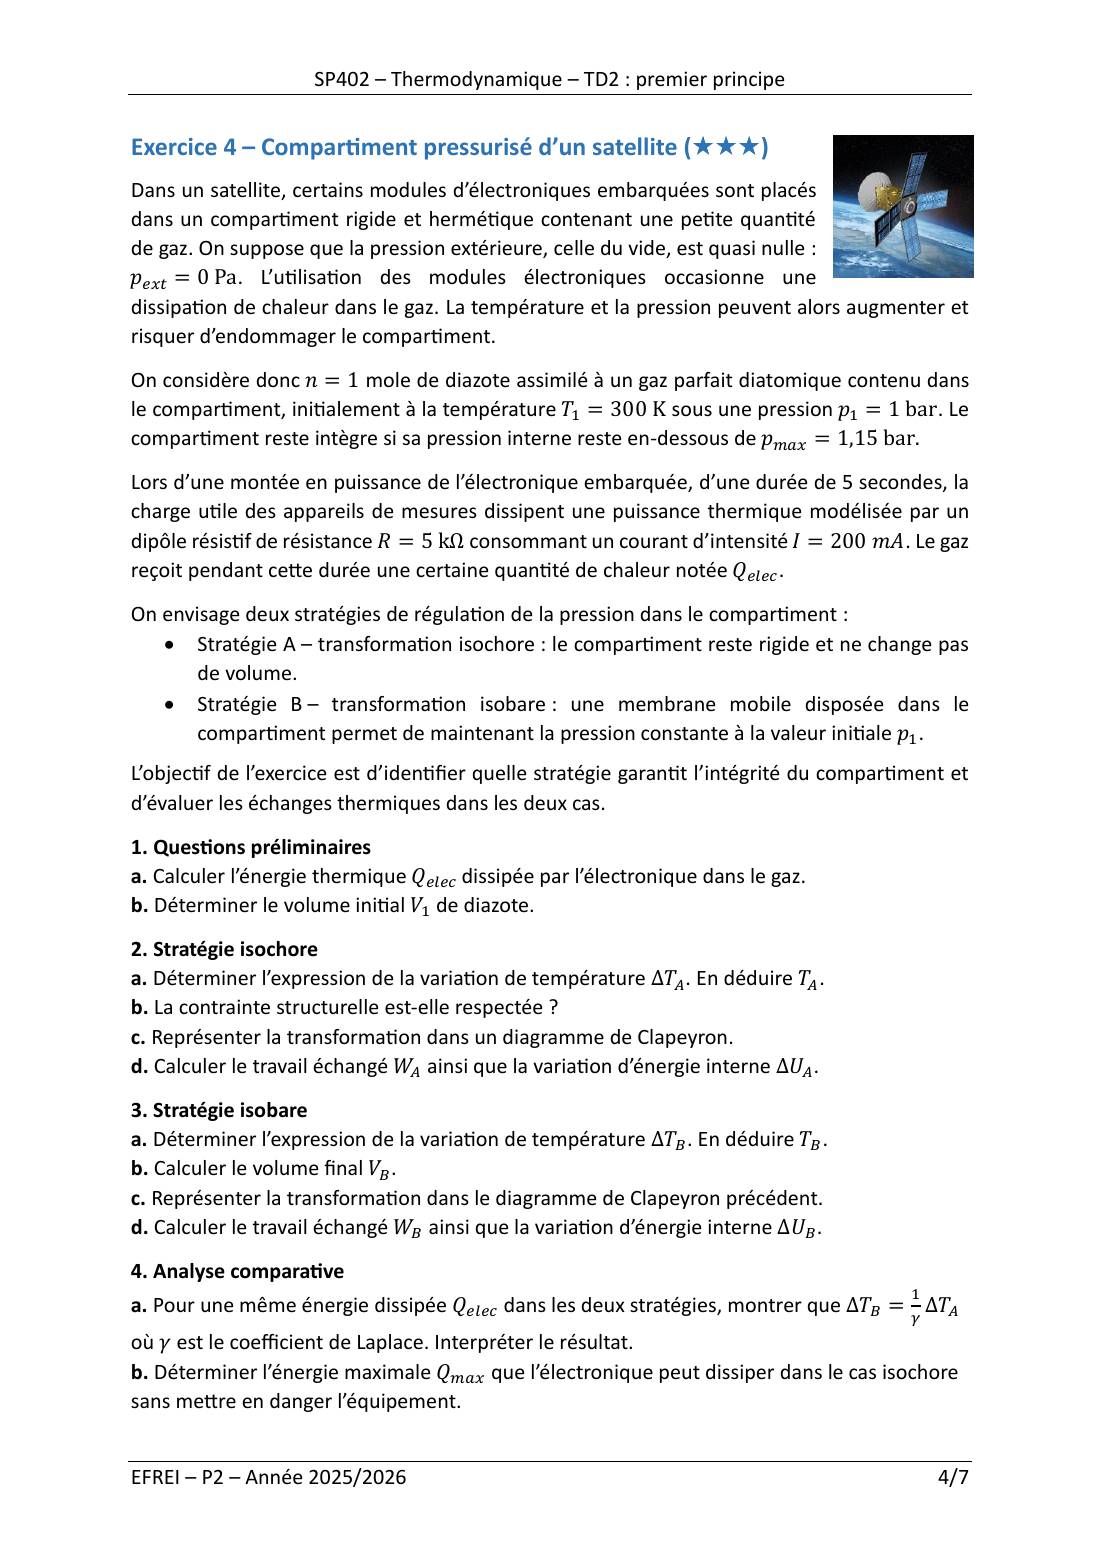 SP402 – Thermodynamique – TD2 : premier principe
Exercice 4 – Compartiment pressurisé d’un satellite (★★★)
Dans un satellite, certains modules d’électroniques embarquées sont placés
dans un compartiment rigide et hermétique contenant une petite quantité
de gaz. On suppose que la pression extérieure, celle du vide, est quasi nulle :
p_ext = 0 Pa. L’utilisation des modules électroniques occasionne une
dissipation de chaleur dans le gaz. La température et la pression peuvent alors augmenter et
risquer d’endommager le compartiment.
On considère donc n = 1 mole de diazote assimilé à un gaz parfait diatomique contenu dans
le compartiment, initialement à la température T₁ = 300 K sous une pression p₁ = 1 bar. Le
compartiment reste intègre si sa pression interne reste en-dessous de p_max = 1,15 bar.
Lors d’une montée en puissance de l’électronique embarquée, d’une durée de 5 secondes, la
charge utile des appareils de mesures dissipent une puissance thermique modélisée par un
dipôle résistif de résistance R = 5 kΩ consommant un courant d’intensité I = 200 mA. Le gaz
reçoit pendant cette durée une certaine quantité de chaleur notée Q_elec.
On envisage deux stratégies de régulation de la pression dans le compartiment :
• Stratégie A – transformation isochore : le compartiment reste rigide et ne change pas
de volume.
• Stratégie B – transformation isobare : une membrane mobile disposée dans le
compartiment permet de maintenant la pression constante à la valeur initiale p₁.
L’objectif de l’exercice est d’identifier quelle stratégie garantit l’intégrité du compartiment et
d’évaluer les échanges thermiques dans les deux cas.
1. Questions préliminaires
a. Calculer l’énergie thermique Q_elec dissipée par l’électronique dans le gaz.
b. Déterminer le volume initial V₁ de diazote.
2. Stratégie isochore
a. Déterminer l’expression de la variation de température ΔT_A. En déduire T_A.
b. La contrainte structurelle est-elle respectée ?
c. Représenter la transformation dans un diagramme de Clapeyron.
d. Calculer le travail échangé W_A ainsi que la variation d’énergie interne ΔU_A.
3. Stratégie isobare
a. Déterminer l’expression de la variation de température ΔT_B. En déduire T_B.
b. Calculer le volume final V_B.
c. Représenter la transformation dans le diagramme de Clapeyron précédent.
d. Calculer le travail échangé W_B ainsi que la variation d’énergie interne ΔU_B.
4. Analyse comparative
a. Pour une même énergie dissipée Q_elec dans les deux stratégies, montrer que ΔT_B = 1/γ ΔT_A
où γ est le coefficient de Laplace. Interpréter le résultat.
b. Déterminer l’énergie maximale Q_max que l’électronique peut dissiper dans le cas isochore
sans mettre en danger l’équipement.
EFREI – P2 – Année 2025/2026 4/7